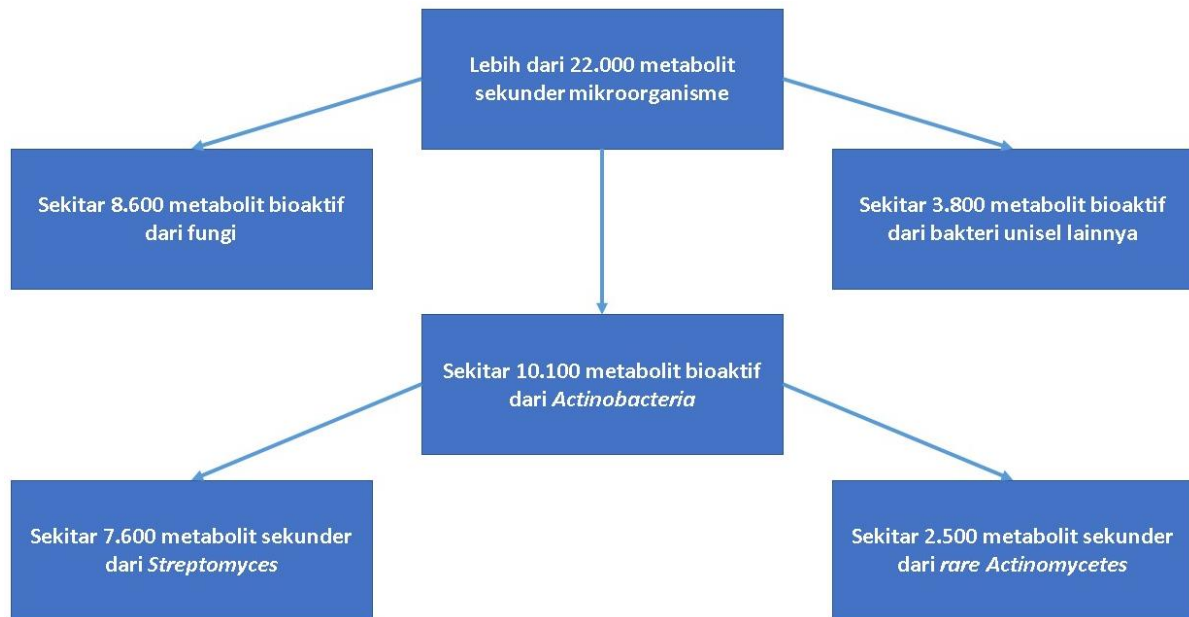 Lebih dari 22.000 metabolit
sekunder mikroorganisme
Sekitar 8.600 metabolit bioaktif
dari fungi
Sekitar 3.800 metabolit bioaktif
dari bakteri unisel lainnya
Sekitar 10.100 metabolit bioaktif
dari Actinobacteria
Sekitar 7.600 metabolit sekunder
dari Streptomyces
Sekitar 2.500 metabolit sekunder
dari rare Actinomycetes